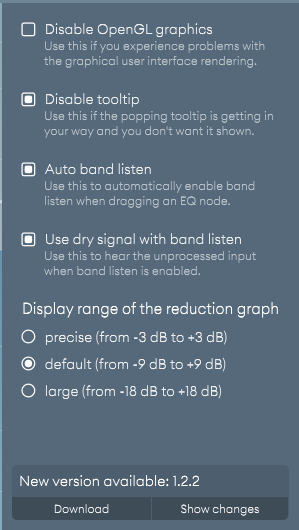 Disable OpenGL graphics
Use this if you experience problems with
the graphical user interface rendering.
Disable tooltip
Use this if the popping tooltip is getting in
your way and you don't want it shown.
Auto band listen
Use this to automatically enable band
listen when dragging an EQ node.
Use dry signal with band listen
Use this to hear the unprocessed input
when band listen is enabled.
Display range of the reduction graph
precise (from -3 dB to +3 dB)
default (from -9 dB to +9 dB)
large (from -18 dB to +18 dB)
New version available: 1.2.2
Download
Show changes